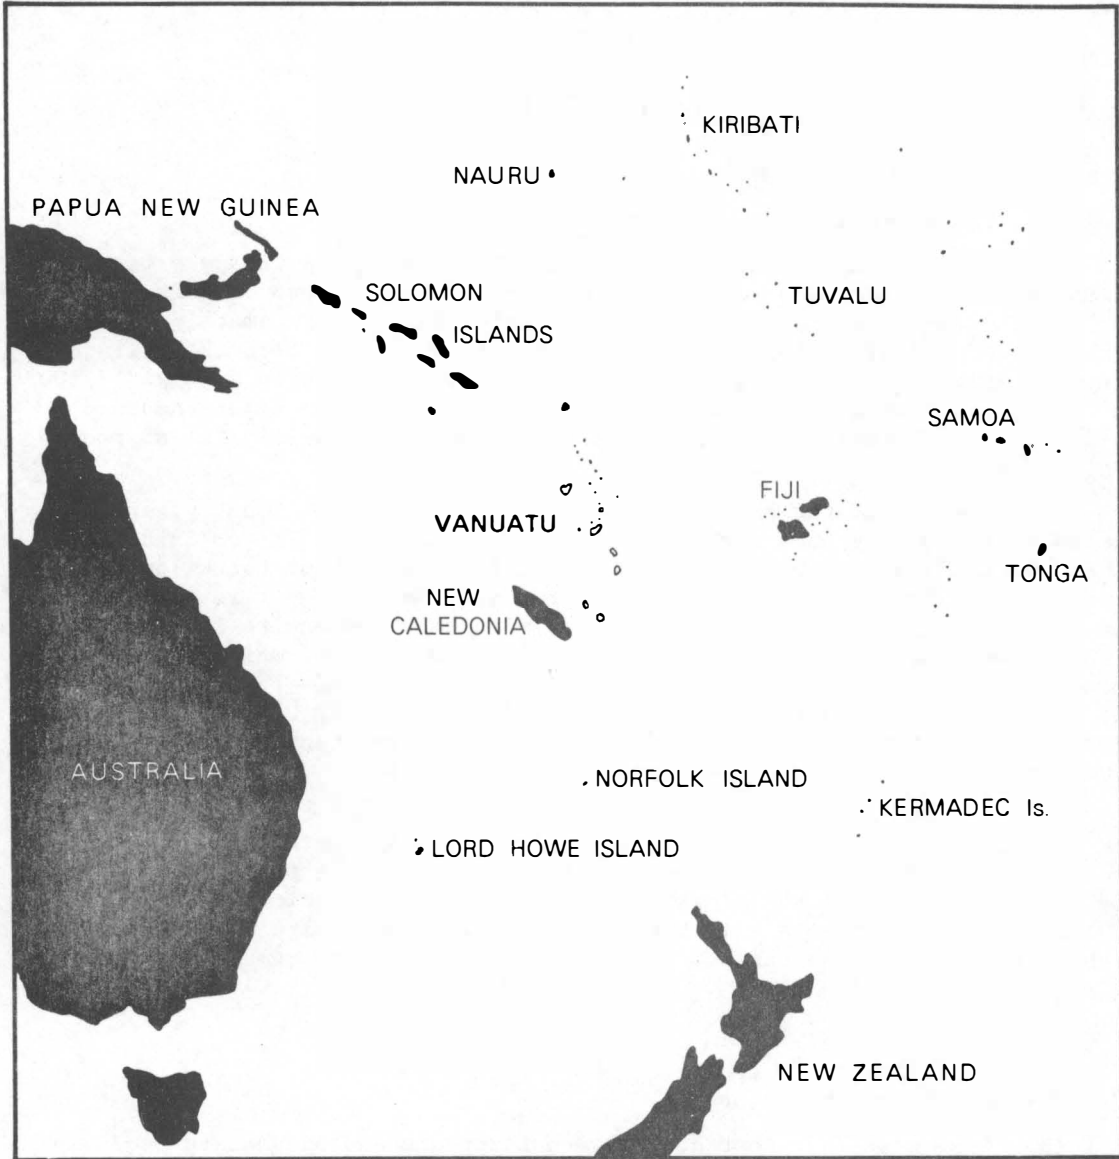 KIRIBATI
NAURU
PAPUA NEW GUINEA
SOLOMON
ISLANDS
TUVALU
SAMOA
FIJI
VANUATU
TONGA
NEW
CALEDONIA
AUSTRALIA
NORFOLK ISLAND
KERMADEC Is.
LORD HOWE ISLAND
NEW ZEALAND